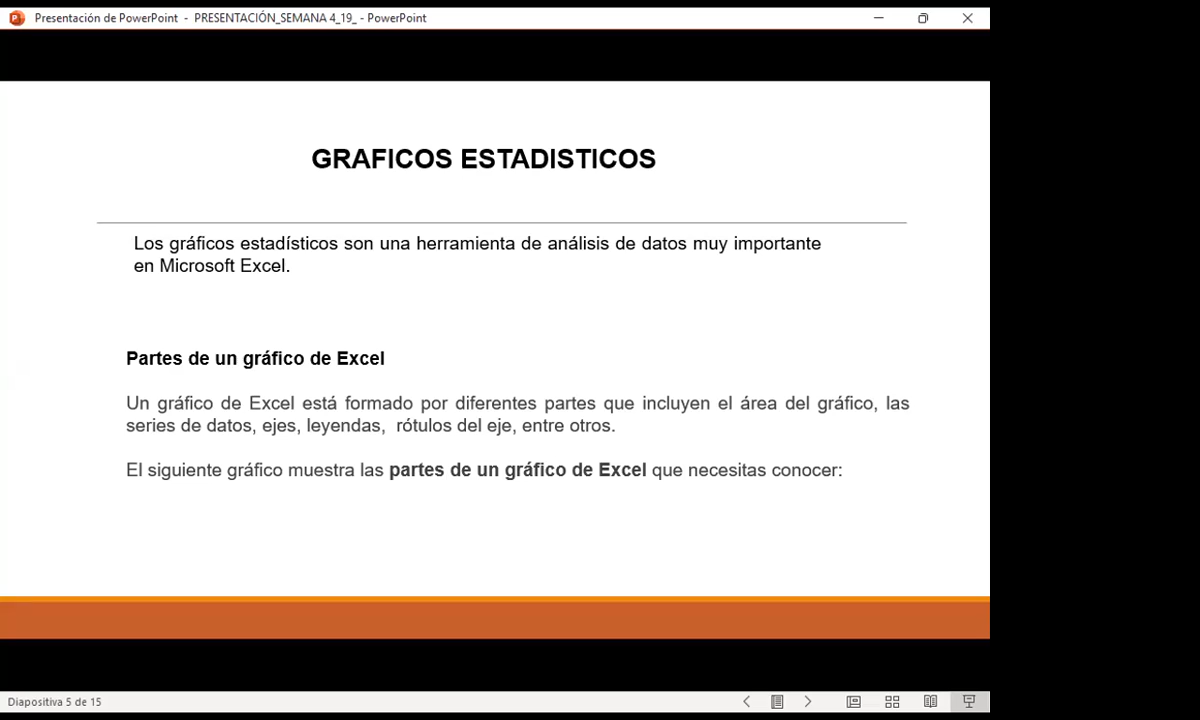 Presentación de PowerPoint - PRESENTACIÓN_SEMANA 4_19_ - PowerPoint
GRAFICOS ESTADISTICOS
Los gráficos estadísticos son una herramienta de análisis de datos muy importante
en Microsoft Excel.
Partes de un gráfico de Excel
Un gráfico de Excel está formado por diferentes partes que incluyen el área del gráfico, las
series de datos, ejes, leyendas, rótulos del eje, entre otros.
El siguiente gráfico muestra las partes de un gráfico de Excel que necesitas conocer:
Diapositiva 5 de 15